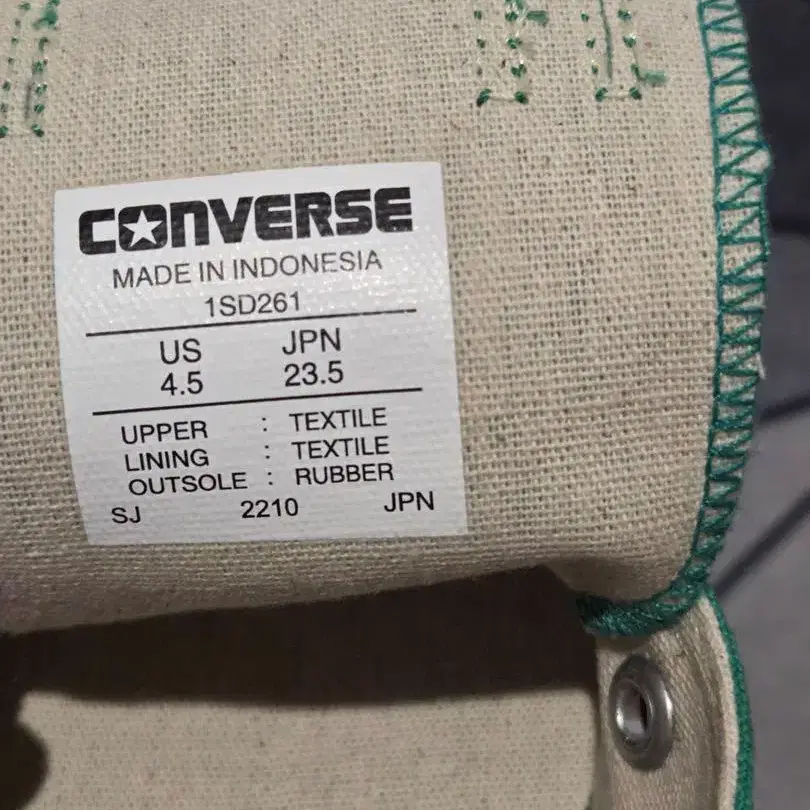 CONVERSE
MADE IN INDONESIA
1SD261
US JPN
4.5 23.5
UPPER : TEXTILE
LINING : TEXTILE
OUTSOLE : RUBBER
SJ 2210 JPN